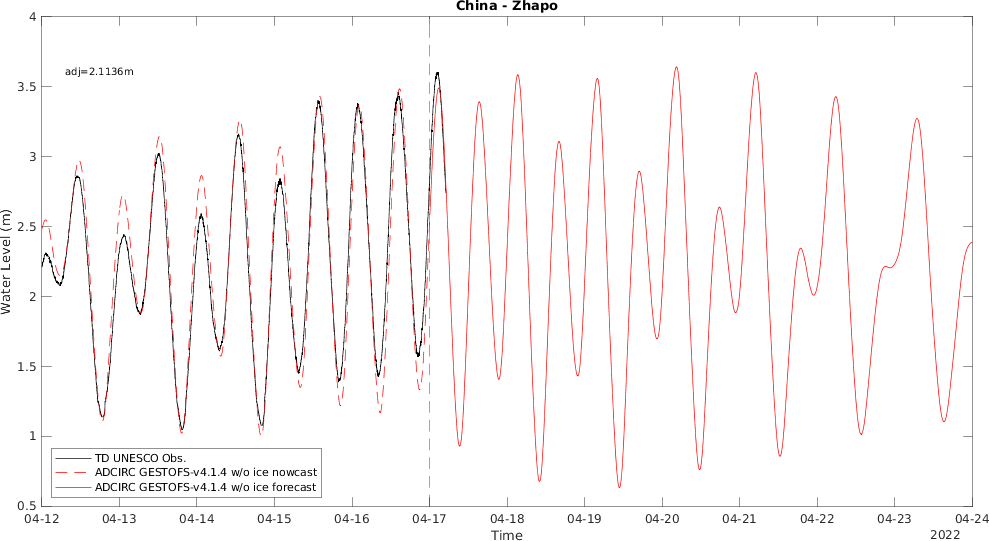 China - Zhapo
adj=2.1136m
4
3.5
3
2.5
2
1.5
1
0.5
Water Level (m)
TD UNESCO Obs.
ADCIRC GESTOFS-v4.1.4 w/o ice nowcast
ADCIRC GESTOFS-v4.1.4 w/o ice forecast
04-12 04-13 04-14 04-15 04-16 04-17 04-18 04-19 04-20 04-21 04-22 04-23 04-24
Time
2022